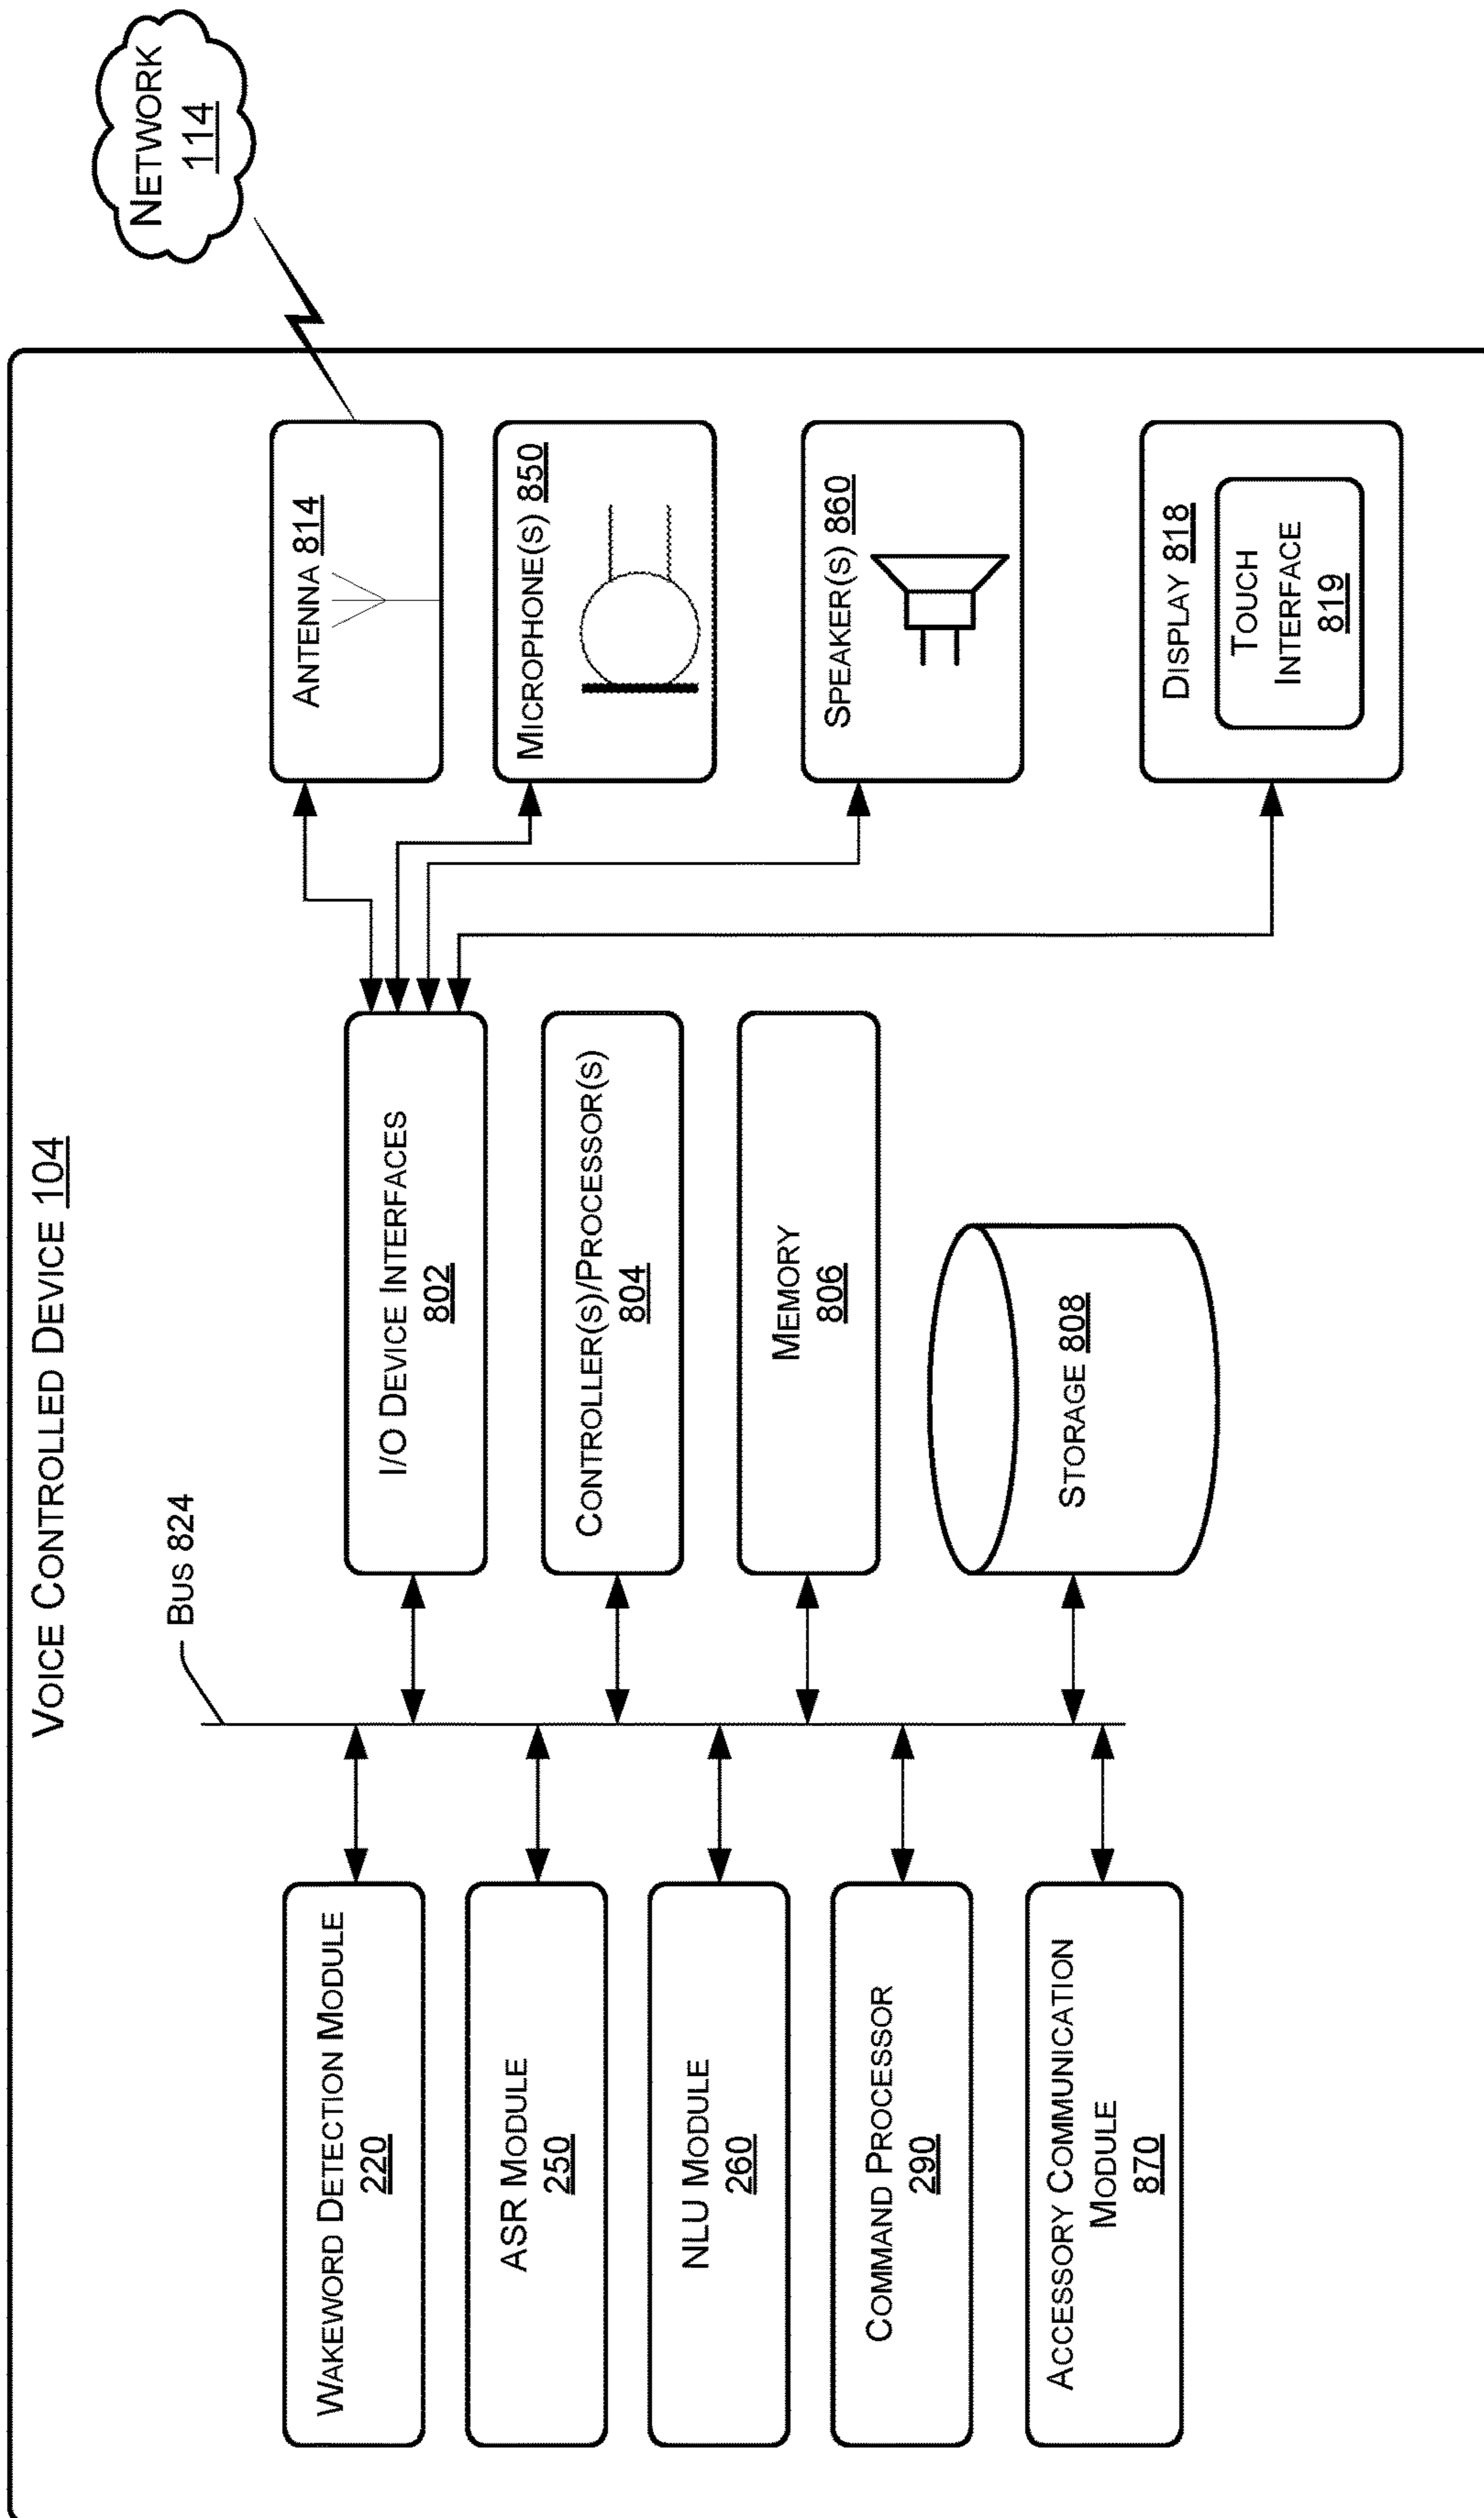 VOICE CONTROLLED DEVICE 104
BUS 824
WAKEWORD DETECTION MODULE
220
ASR MODULE
250
NLU MODULE
260
COMMAND PROCESSOR
290
ACCESSORY COMMUNICATION
MODULE
870
I/O DEVICE INTERFACES
802
CONTROLLER(S)/PROCESSOR(S)
804
MEMORY
806
STORAGE 808
ANTENNA 814
MICROPHONE(S) 850
SPEAKER(S) 860
DISPLAY 818
TOUCH
INTERFACE
819
NETWORK
114